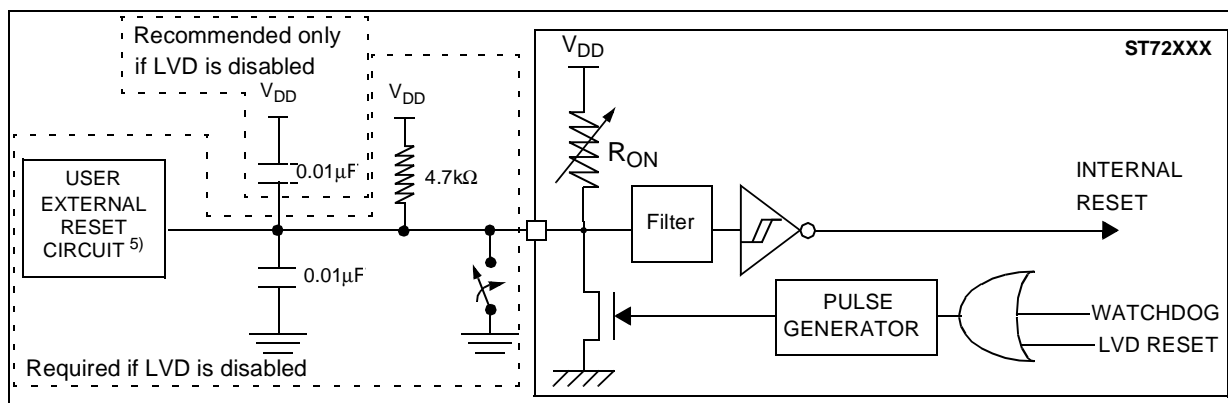 Recommended only
if LVD is disabled
VDD
0.01μF
VDD
4.7kΩ
USER
EXTERNAL
RESET
CIRCUIT 5)
0.01μF
Required if LVD is disabled
VDD
ST72XXX
RON
Filter
INTERNAL
RESET
PULSE
GENERATOR
WATCHDOG
LVD RESET